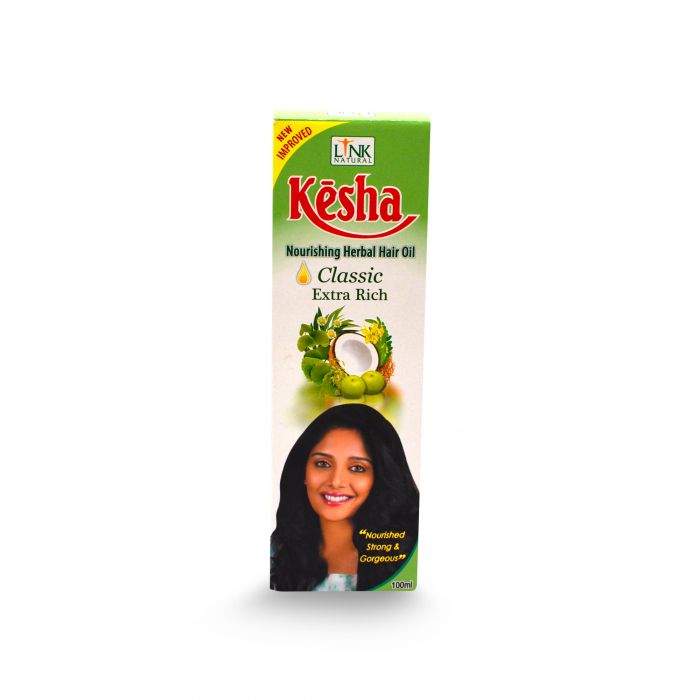 NEW
IMPROVED
LINK
NATURAL
Kēsha
Nourishing Herbal Hair Oil
Classic
Extra Rich
"Nourished
Strong &
Gorgeous"
100ml